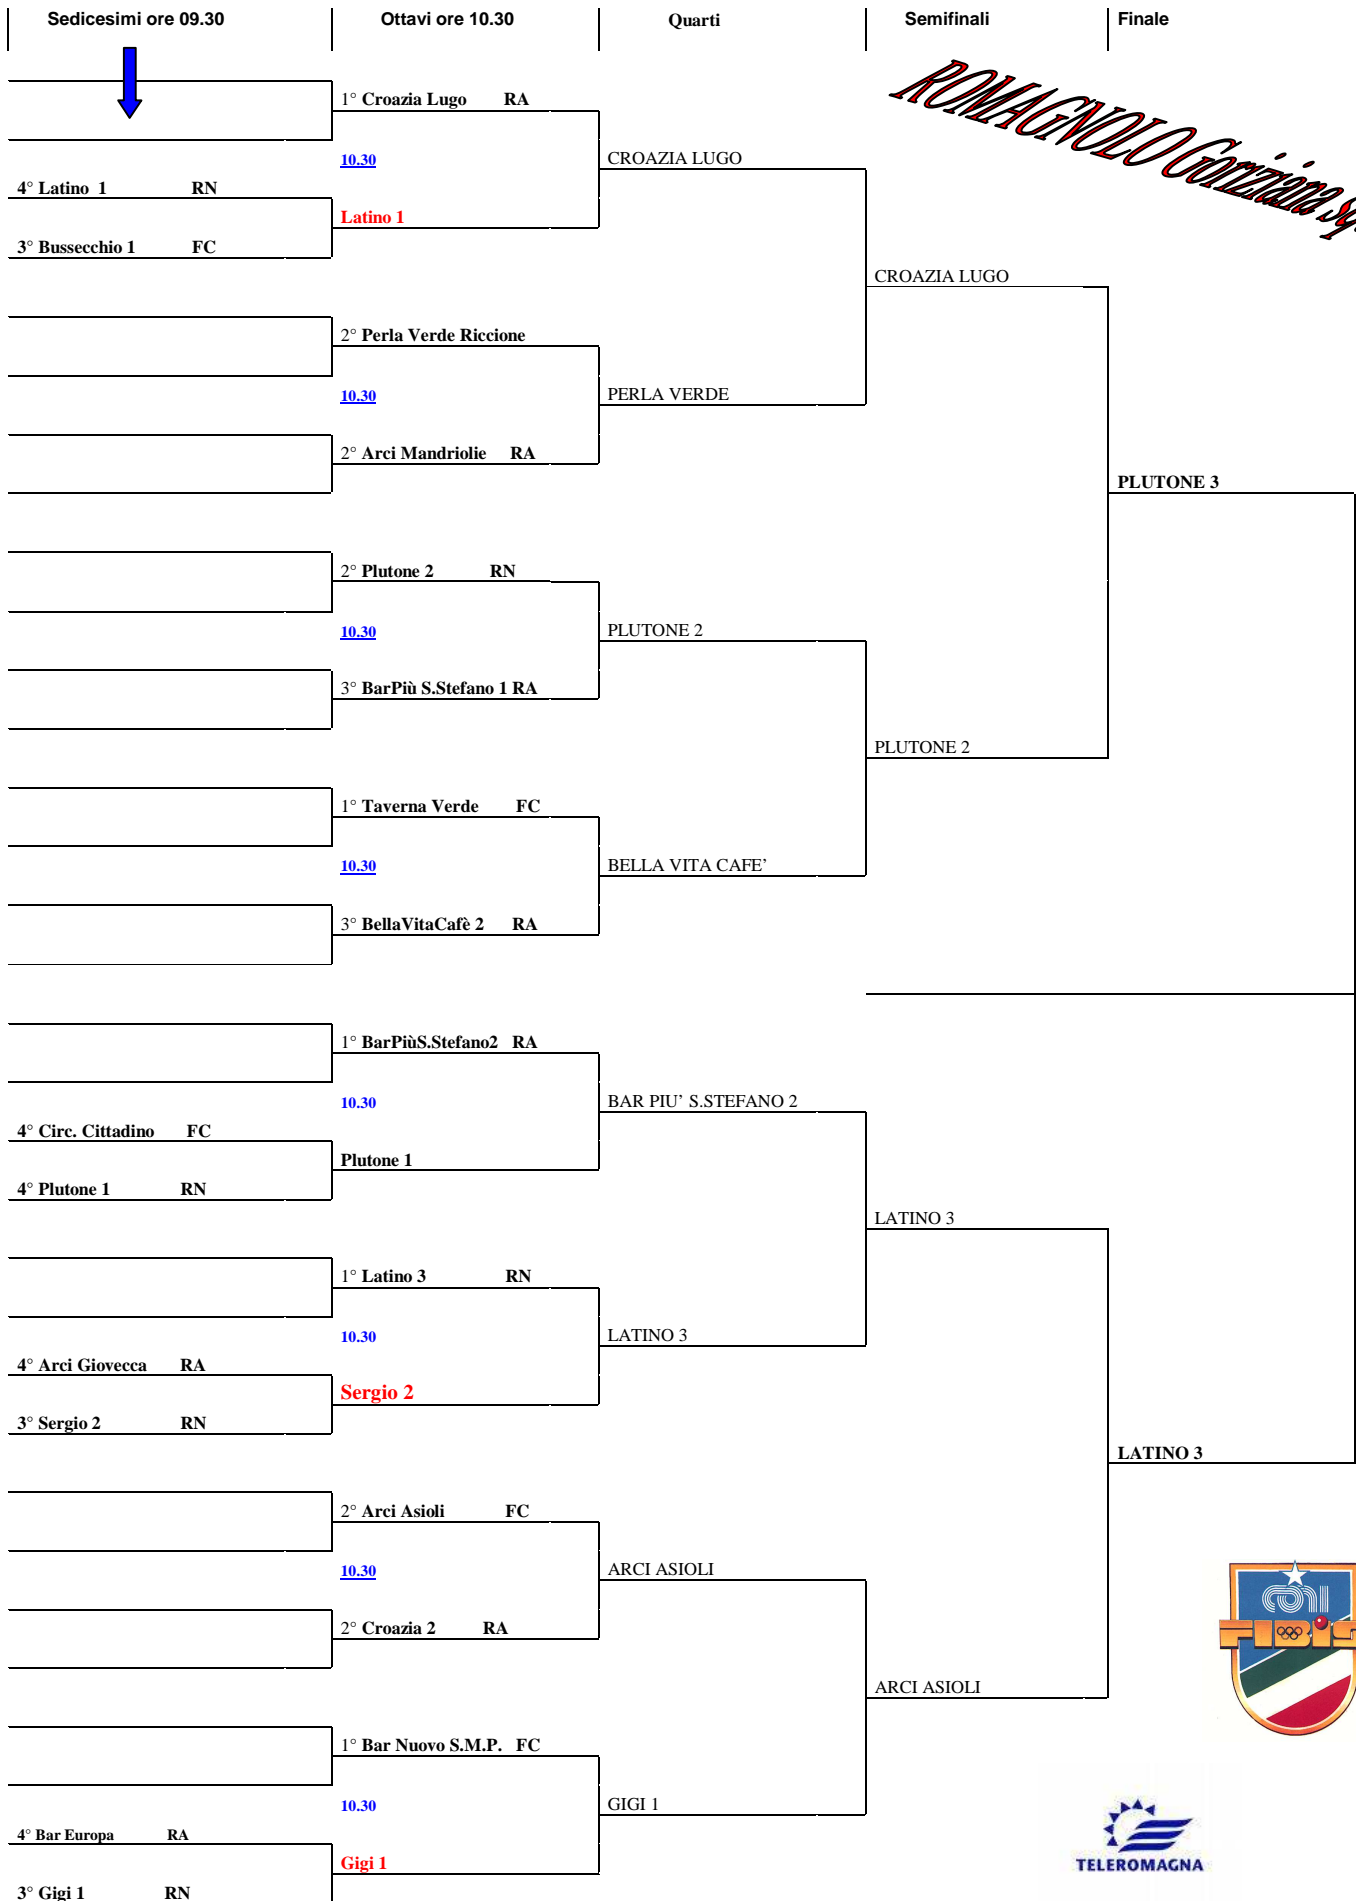 Sedicesimi ore 09.30 Ottavi ore 10.30 Quarti Semifinali Finale
ROMAGNOLO Goriziana
1° Croazia Lugo RA
10.30 CROAZIA LUGO
4° Latino 1 RN
Latino 1
3° Bussecchio 1 FC
CROAZIA LUGO
2° Perla Verde Riccione
10.30 PERLA VERDE
2° Arci Mandriolie RA
PLUTONE 3
2° Plutone 2 RN
10.30 PLUTONE 2
3° BarPiù S.Stefano 1 RA
PLUTONE 2
1° Taverna Verde FC
10.30 BELLA VITA CAFE’
3° BellaVitaCafè 2 RA
1° BarPiùS.Stefano2 RA
10.30 BAR PIU’ S.STEFANO 2
4° Circ. Cittadino FC
Plutone 1
4° Plutone 1 RN
LATINO 3
1° Latino 3 RN
10.30 LATINO 3
4° Arci Giovecca RA
Sergio 2
3° Sergio 2 RN
LATINO 3
2° Arci Asioli FC
10.30 ARCI ASIOLI
CONI
FIBiS
2° Croazia 2 RA
ARCI ASIOLI
1° Bar Nuovo S.M.P. FC
10.30 GIGI 1
4° Bar Europa RA
Gigi 1
TELEROMAGNA
3° Gigi 1 RN